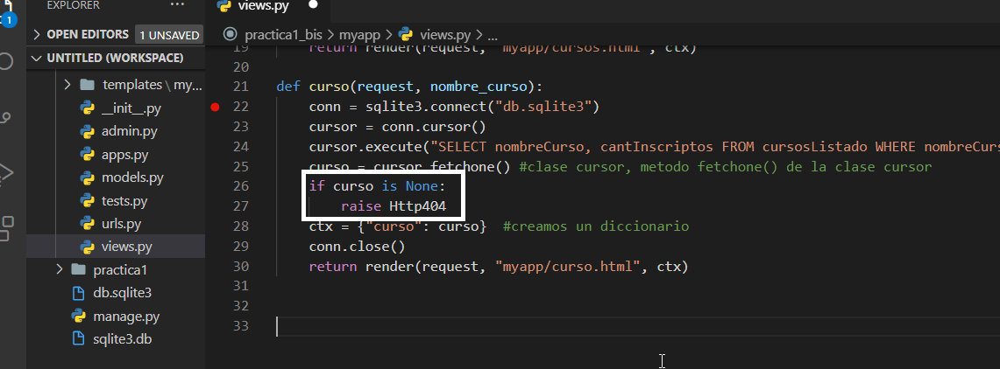 EXPLORER ...
views.py
1
OPEN EDITORS 1 UNSAVED
practica1_bis > myapp > views.py > ...
UNTITLED (WORKSPACE)
templates \ my...
__init__.py
admin.py
apps.py
models.py
tests.py
urls.py
views.py
practica1
db.sqlite3
manage.py
sqlite3.db
19 return render(request, "myapp/cursos.html", ctx)
20
21 def curso(request, nombre_curso):
22 conn = sqlite3.connect("db.sqlite3")
23 cursor = conn.cursor()
24 cursor.execute("SELECT nombreCurso, cantInscriptos FROM cursosListado WHERE nombreCurs
25 curso = cursor.fetchone() #clase cursor, metodo fetchone() de la clase cursor
26 if curso is None:
27 raise Http404
28 ctx = {"curso": curso} #creamos un diccionario
29 conn.close()
30 return render(request, "myapp/curso.html", ctx)
31
32
33